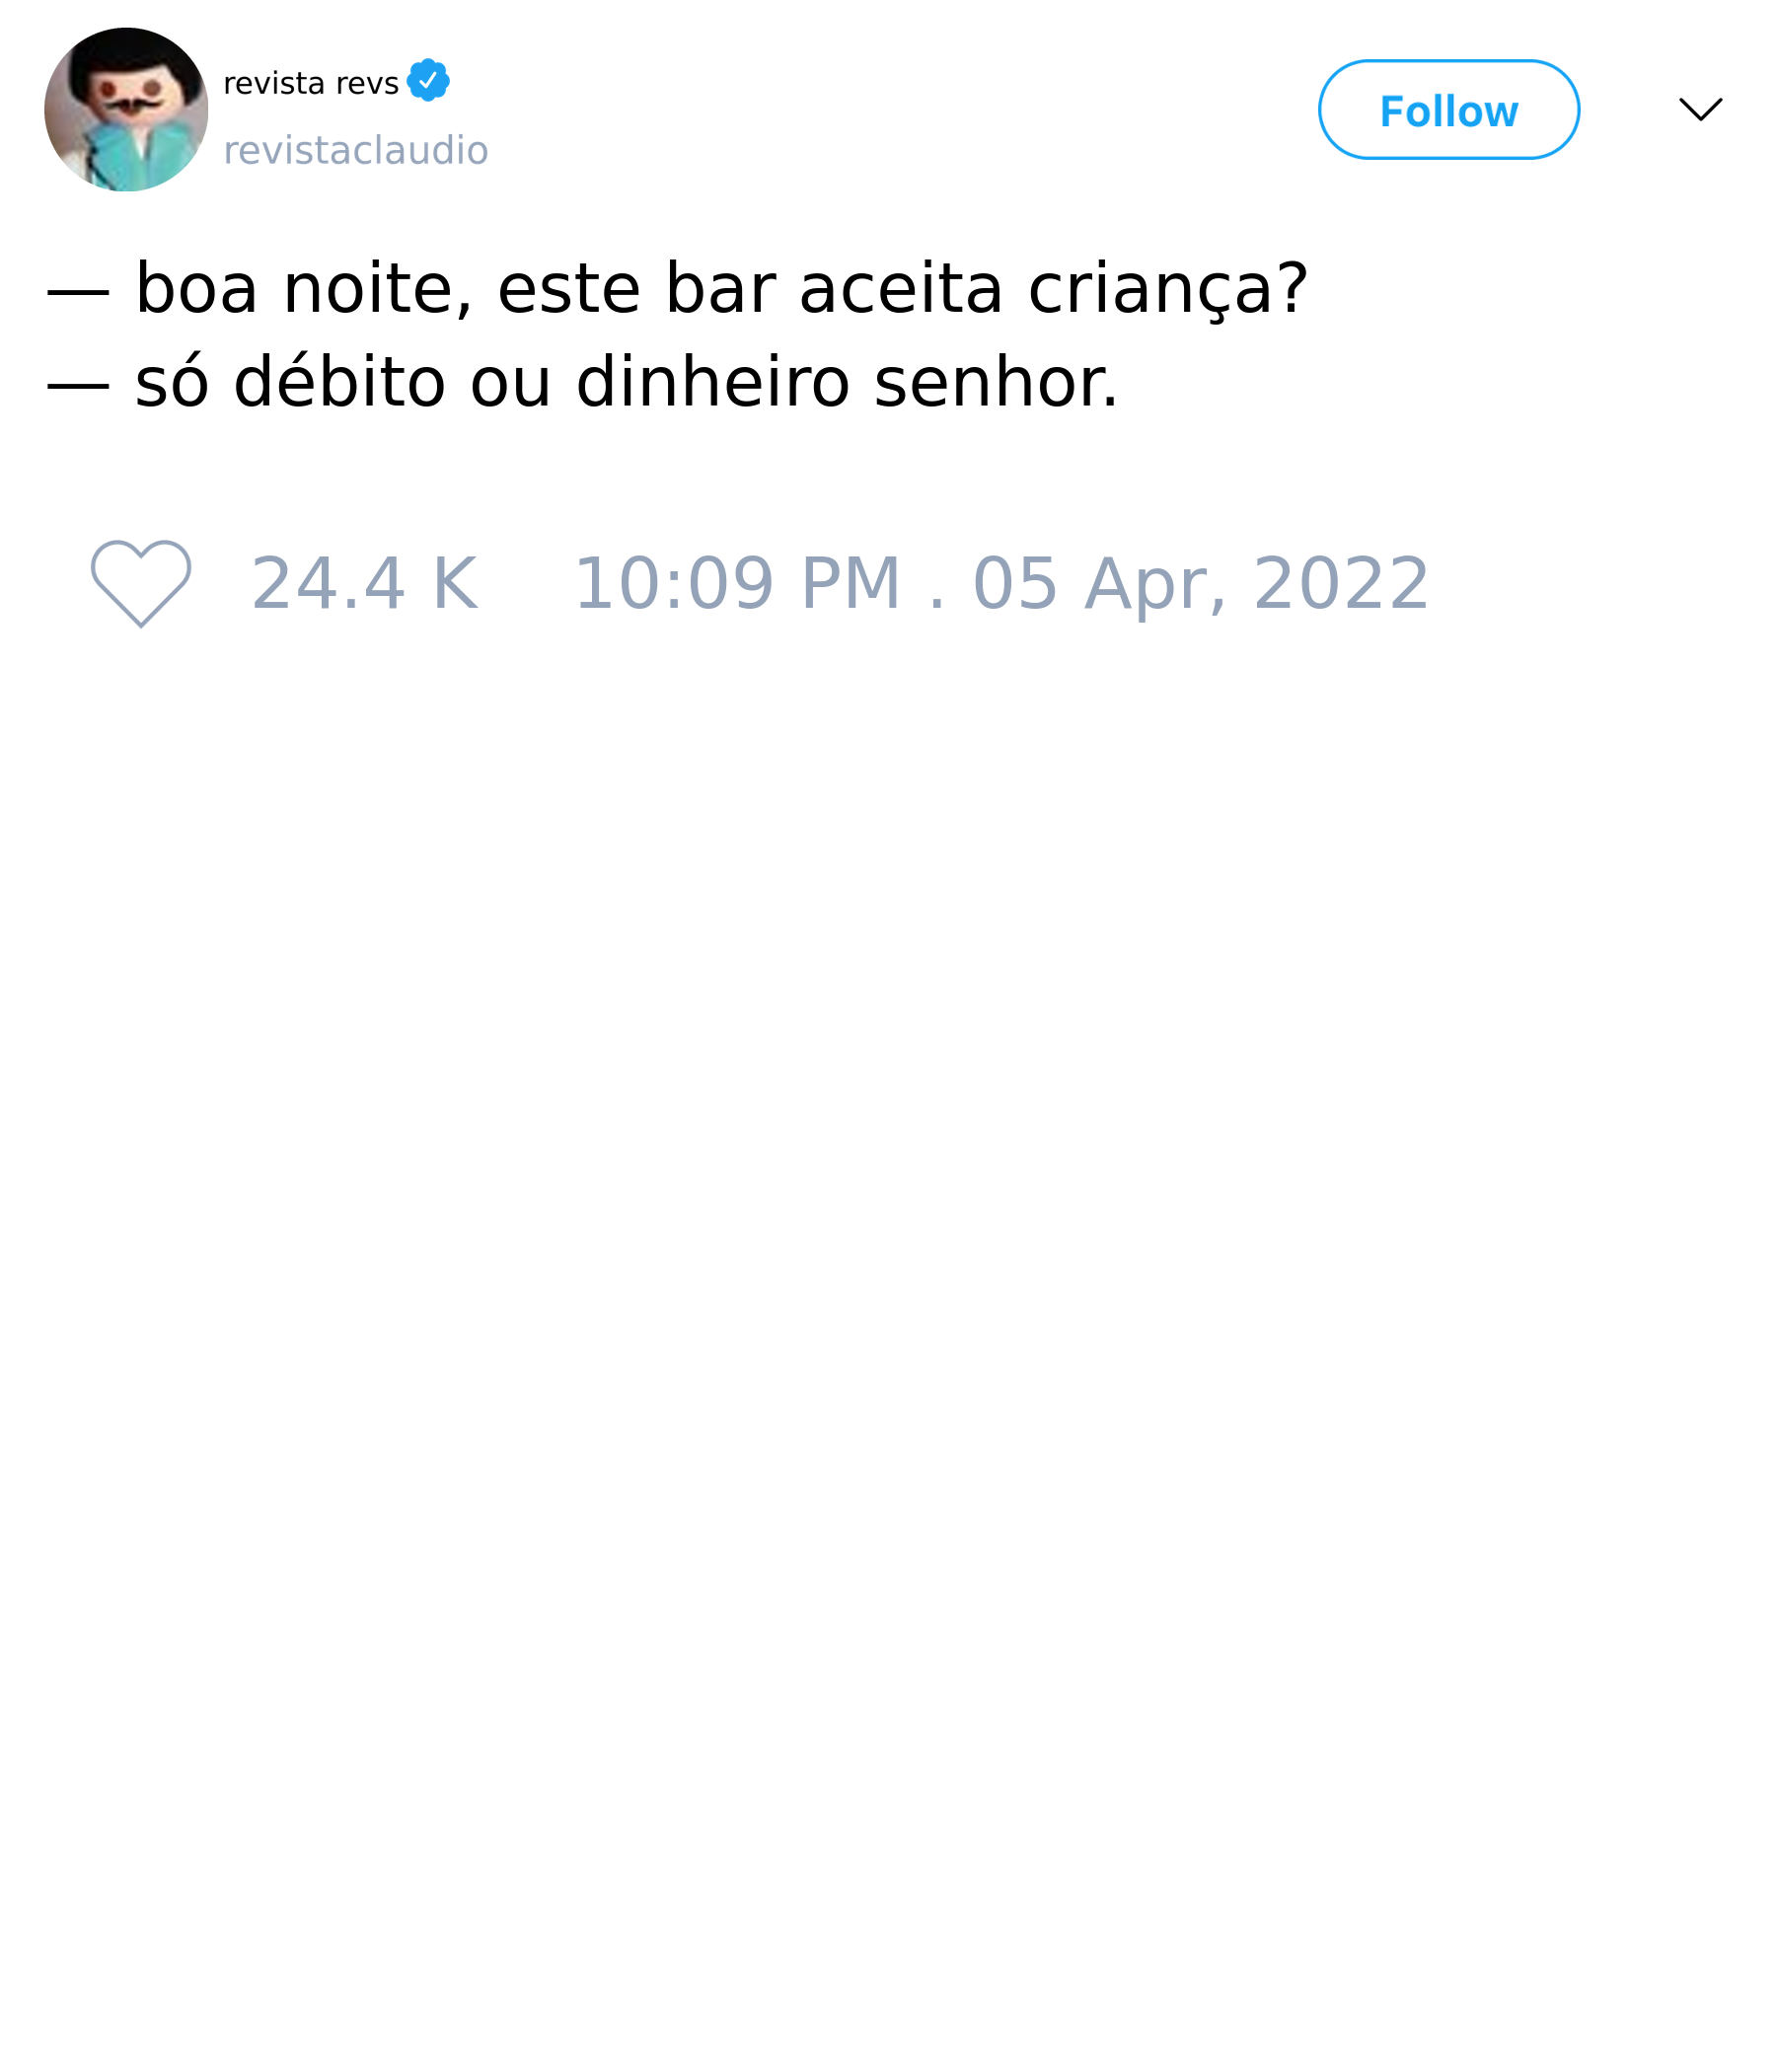 revista revs
revistaclaudio
Follow
— boa noite, este bar aceita criança?
— só débito ou dinheiro senhor.
24.4 K 10:09 PM . 05 Apr, 2022